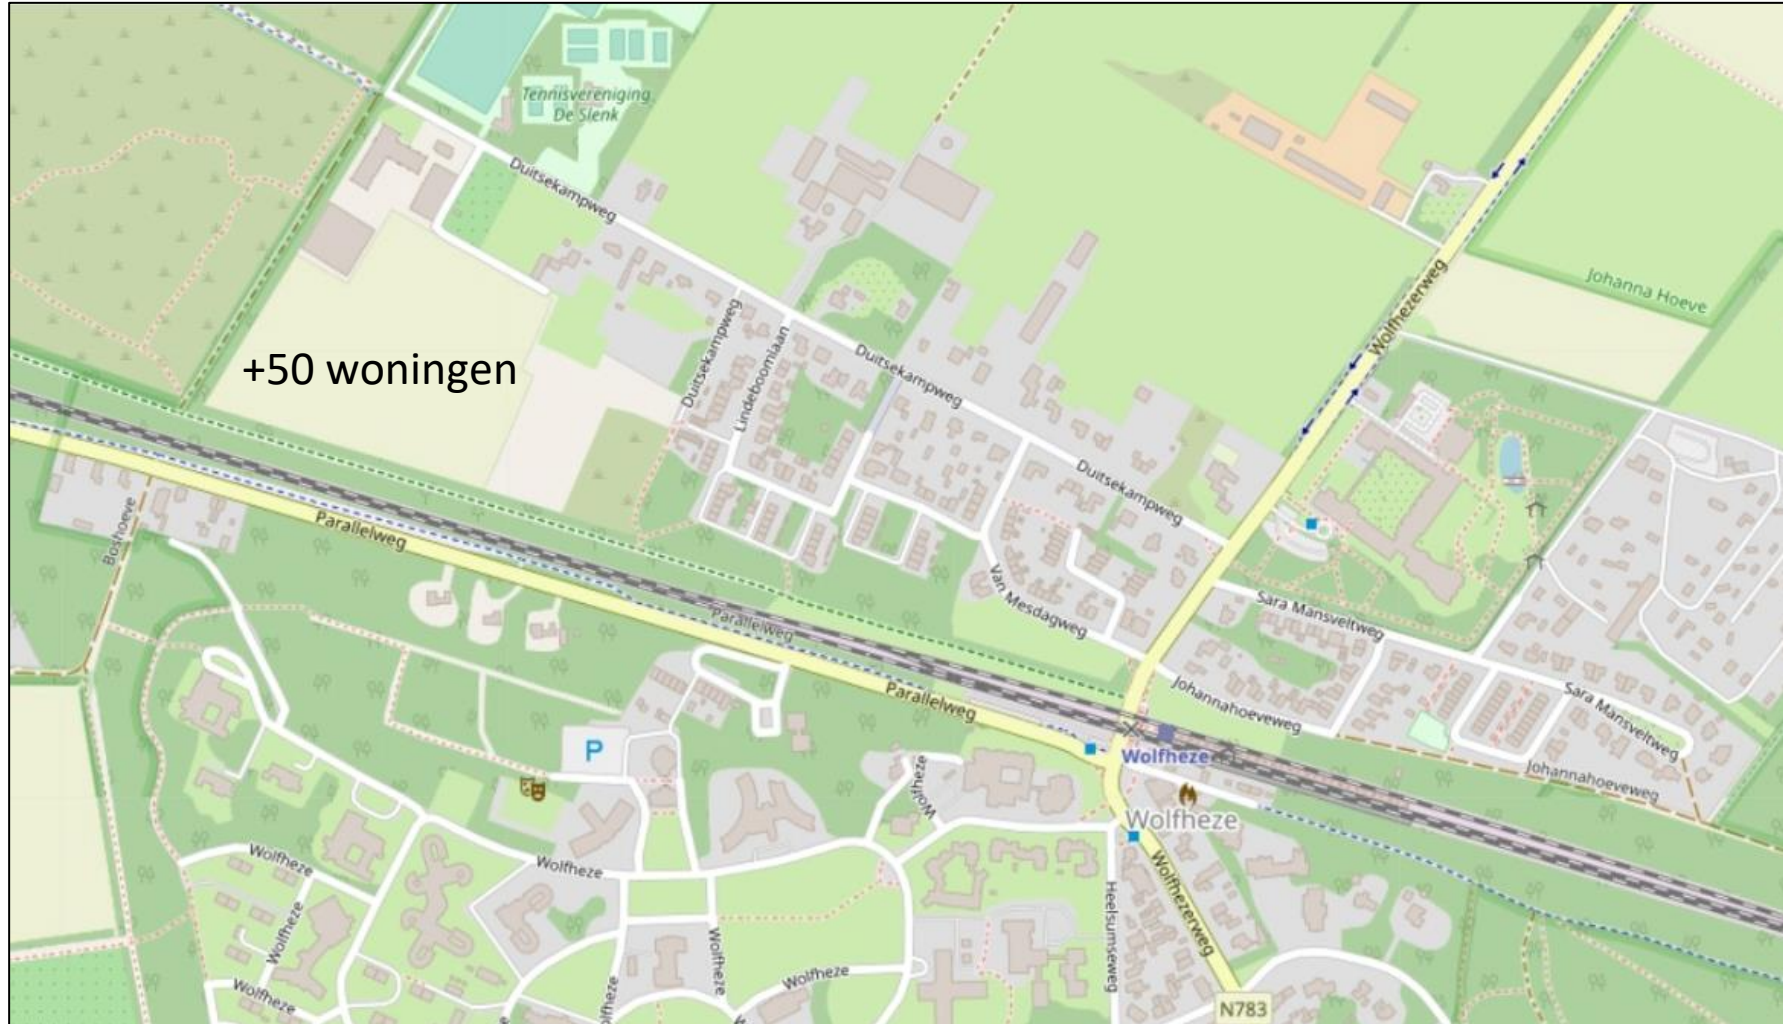 Tennisvereniging
De Slenk
Duitsekampweg
Johanna Hoeve
Wolfhezerweg
+50 woningen
Duitsekampweg
Lindeboomlaan
Duitsekampweg
Duitsekampweg
Boshoeve
Parallelweg
Van Mesdagweg
Sara Mansveltweg
Parallelweg
Parallelweg
Johannahoeveweg
Sara Mansveltweg
P
Wolfheze
Wolfheze
Johannahoeveweg
Wolfheze
Wolfheze
Wolfheze
Wolfhezerweg
Heelsumseweg
Wolfheze
Wolfheze
Wolfheze
Wolfheze
olfheze
N783